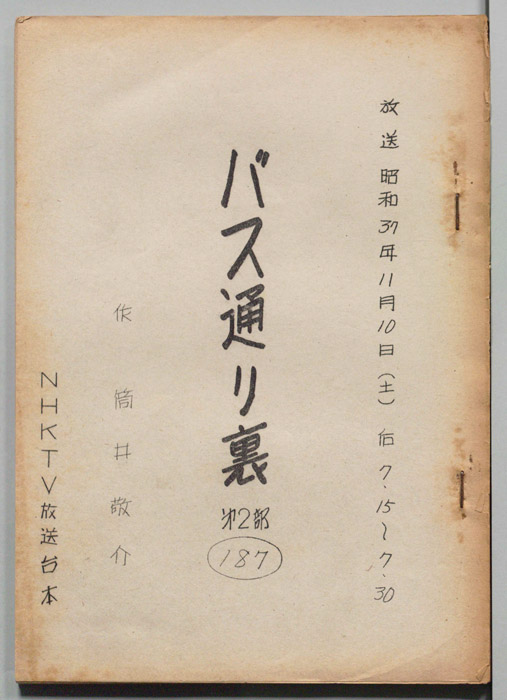 放送 昭和37年11月10日（土）后7.15〜7.30
バス通り裏
第2部
187
作 筒井敬介
NHKTV放送台本